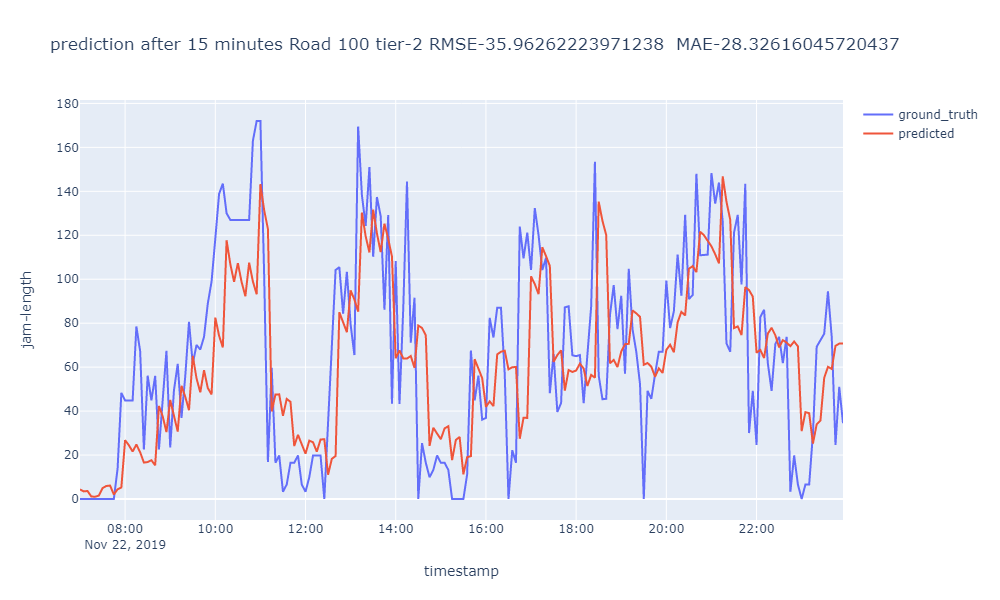 prediction after 15 minutes Road 100 tier-2 RMSE-35.96262223971238  MAE-28.32616045720437
180
160
140
120
100
80
60
40
20
0
jam-length
08:00 10:00 12:00 14:00 16:00 18:00 20:00 22:00
Nov 22, 2019
timestamp
ground_truth
predicted